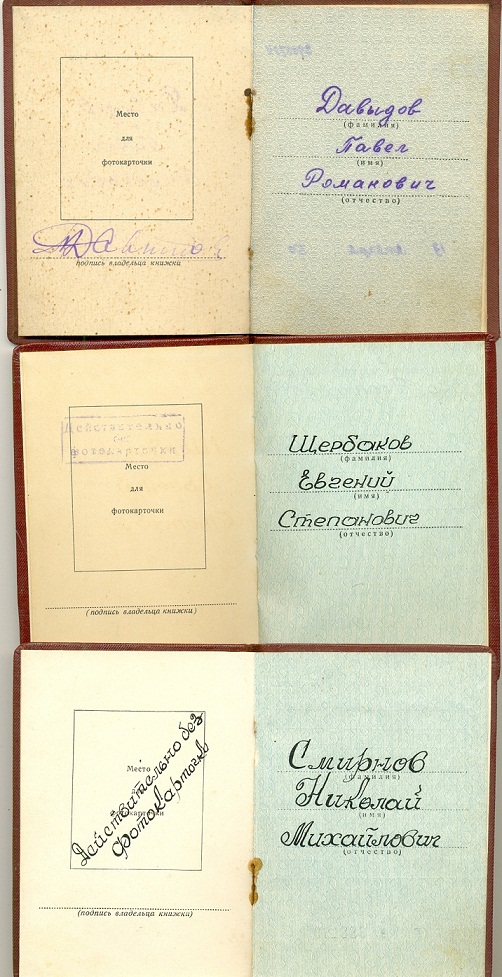 Место
для
фотокарточки
подпись владельца книжки
Давыдов
(фамилия)
Павел
(имя)
Романович
(отчество)
Действительно
без
фотокарточки
Место
для
фотокарточки
(подпись владельца книжки)
Щербаков
(фамилия)
Евгений
(имя)
Степанович
(отчество)
Место
фотокарточки
Действительно без
фотокарточки
(подпись владельца книжки)
Смирнов
(фамилия)
Николай
(имя)
Михайлович
(отчество)